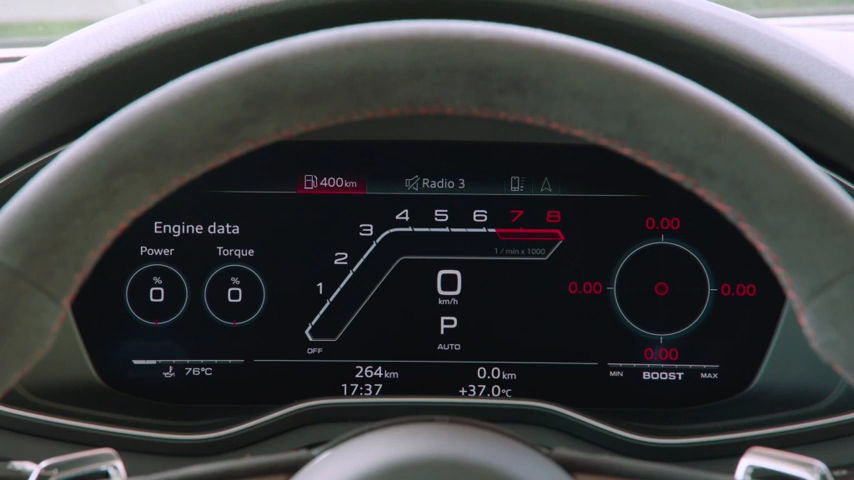 400km Radio 3
Engine data
Power Torque
%
0
%
0
1
2
3
4
5
6
7
8
1 / min x 1000
OFF
0
km/h
P
AUTO
0.00
0.00
0.00
0.00
MIN BOOST MAX
76°C
264km 0.0km
17:37 +37.0°C